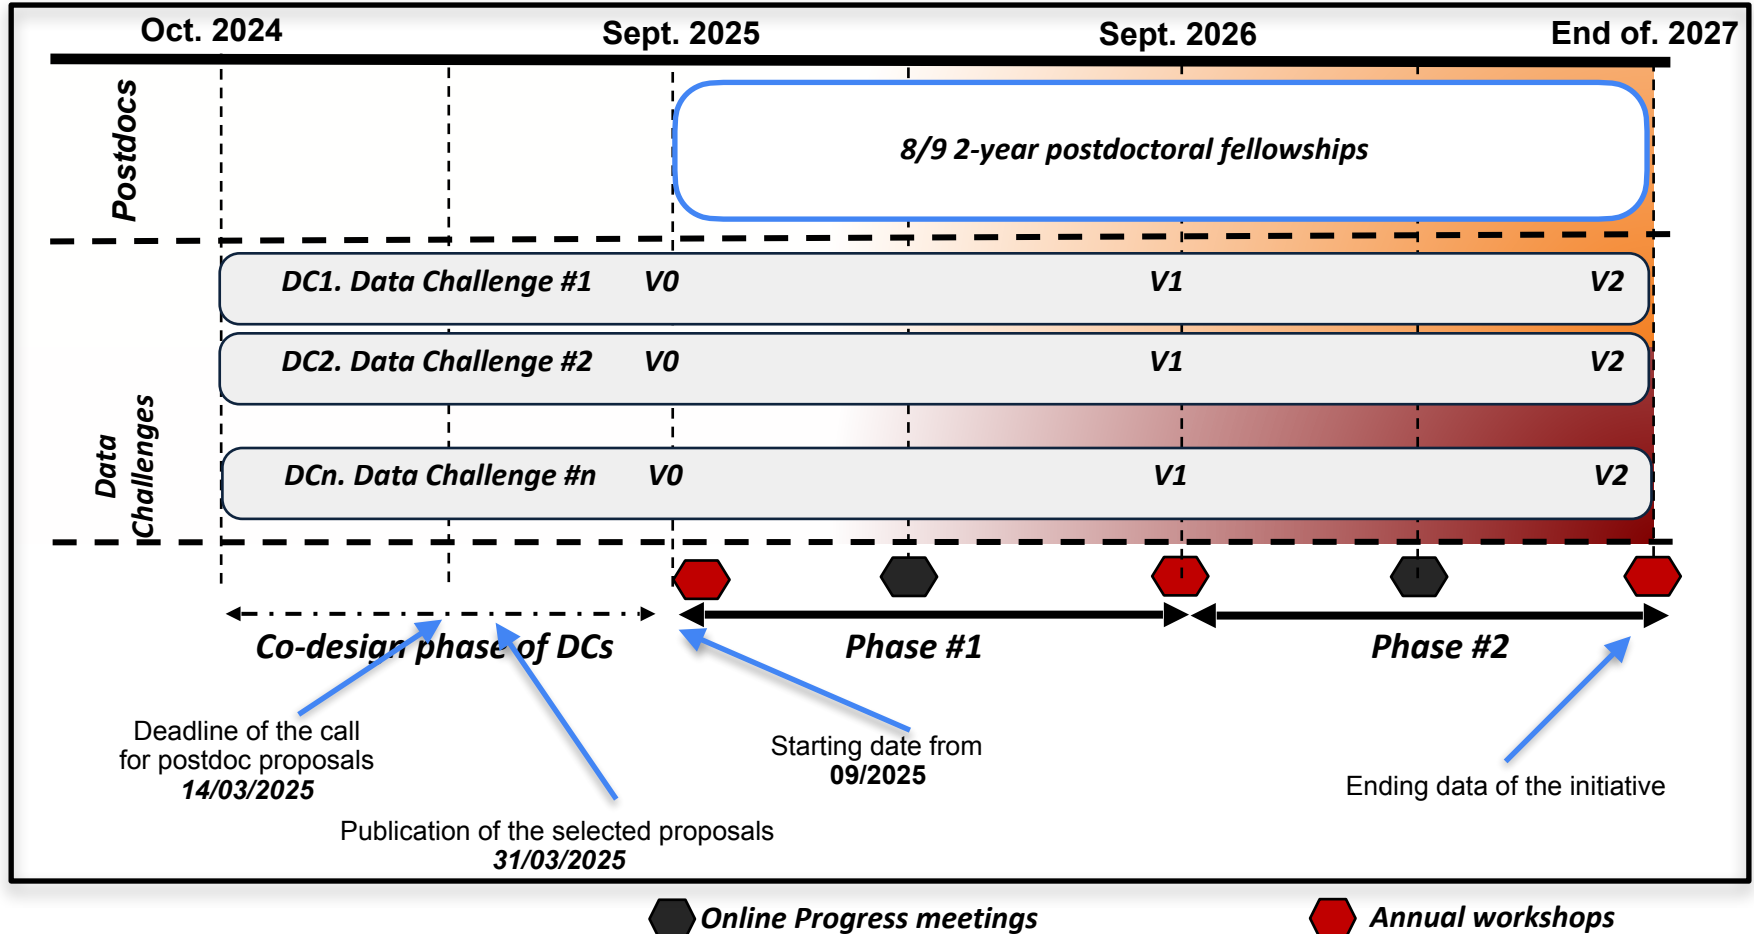 Oct. 2024
Sept. 2025
Sept. 2026
End of. 2027
Postdocs
8/9 2-year postdoctoral fellowships
DC1. Data Challenge #1 V0 V1 V2
DC2. Data Challenge #2 V0 V1 V2
Data
Challenges
DCn. Data Challenge #n V0 V1 V2
Co-design phase of DCs
Phase #1
Phase #2
Deadline of the call
for postdoc proposals
14/03/2025
Publication of the selected proposals
31/03/2025
Starting date from
09/2025
Ending data of the initiative
Online Progress meetings
Annual workshops